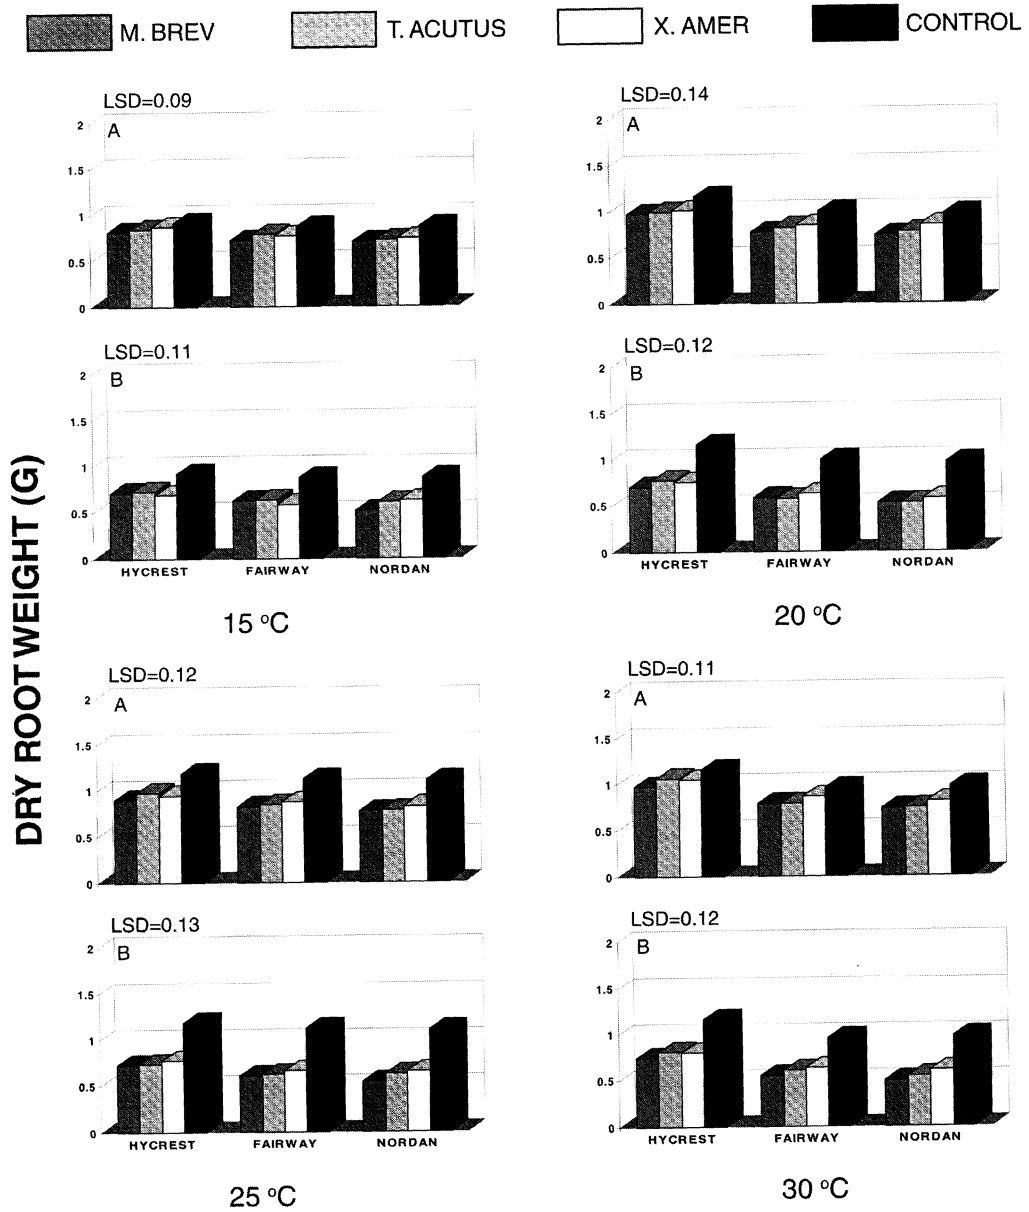 M. BREV
T. ACUTUS
X. AMER
CONTROL
DRY ROOT WEIGHT (G)
LSD=0.09
A
2
1.5
1
0.5
0
LSD=0.14
A
2
1.5
1
0.5
0
LSD=0.11
B
2
1.5
1
0.5
0
HYCREST FAIRWAY NORDAN
15 °C
LSD=0.12
B
2
1.5
1
0.5
0
HYCREST FAIRWAY NORDAN
20 °C
LSD=0.12
A
2
1.5
1
0.5
0
LSD=0.11
A
2
1.5
1
0.5
0
LSD=0.13
B
2
1.5
1
0.5
0
HYCREST FAIRWAY NORDAN
25 °C
LSD=0.12
B
2
1.5
1
0.5
0
HYCREST FAIRWAY NORDAN
30 °C